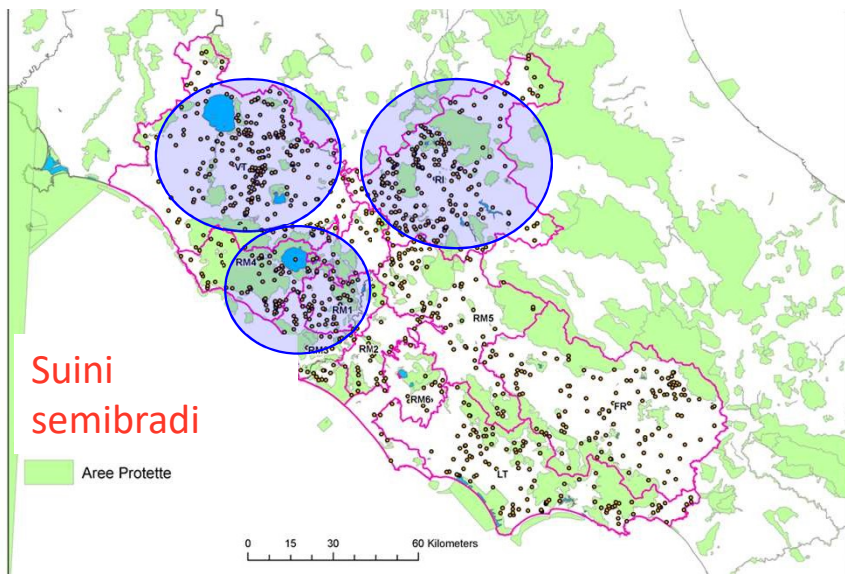 VT
RI
RM4
RM1
RM5
RM3
RM2
RM6
FR
LT
Suini
semibradi
Aree Protette
0 15 30 60 Kilometers